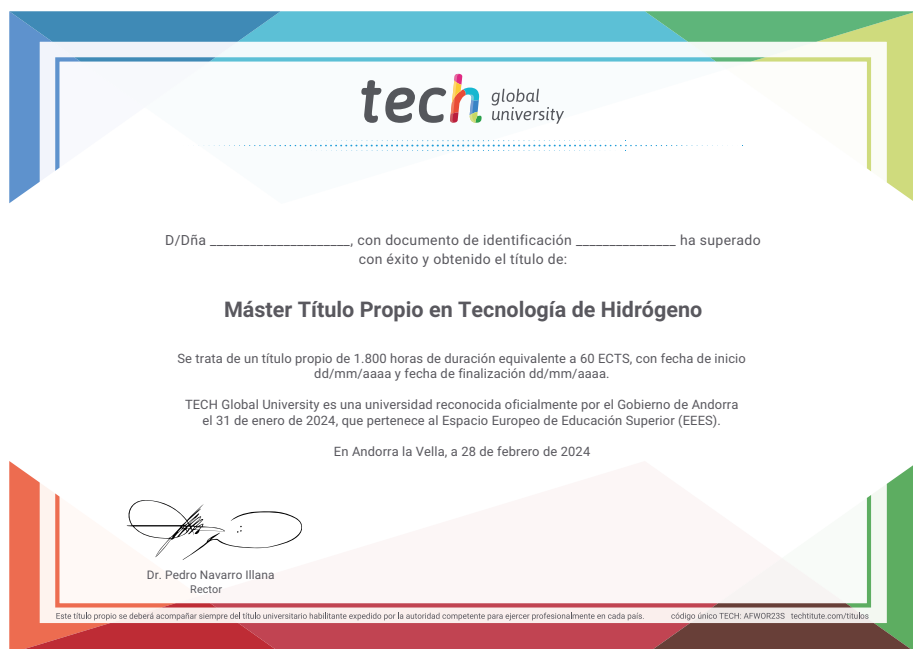 tech global university
D/Dña _____________________, con documento de identificación _______________ ha superado
con éxito y obtenido el título de:
Máster Título Propio en Tecnología de Hidrógeno
Se trata de un título propio de 1.800 horas de duración equivalente a 60 ECTS, con fecha de inicio
dd/mm/aaaa y fecha de finalización dd/mm/aaaa.
TECH Global University es una universidad reconocida oficialmente por el Gobierno de Andorra
el 31 de enero de 2024, que pertenece al Espacio Europeo de Educación Superior (EEES).
En Andorra la Vella, a 28 de febrero de 2024
Dr. Pedro Navarro Illana
Rector
Este título propio se deberá acompañar siempre del título universitario habilitante expedido por la autoridad competente para ejercer profesionalmente en cada país. código único TECH: AFWOR23S techtitute.com/titulos